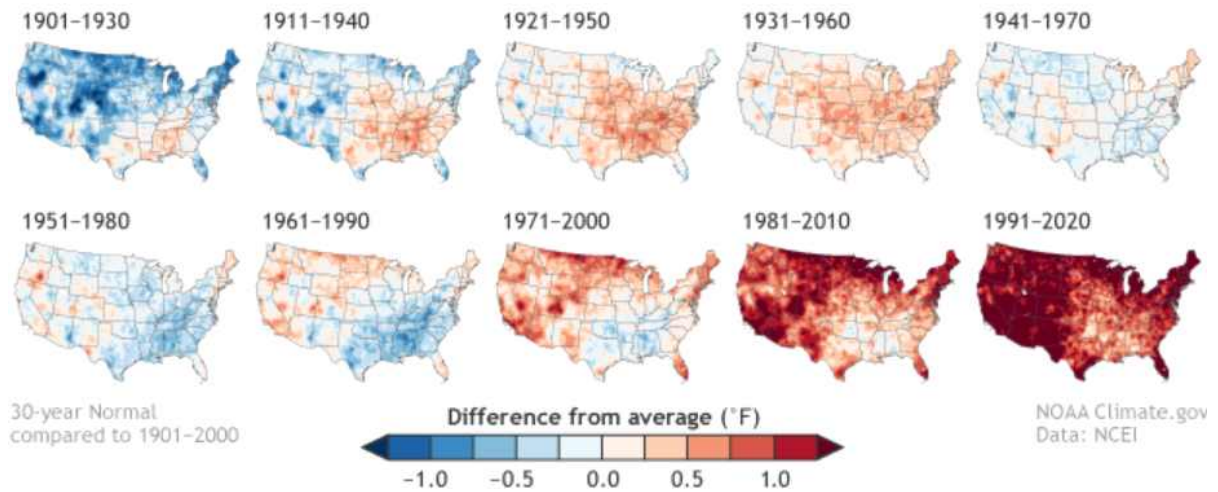 1901–1930
1911–1940
1921–1950
1931–1960
1941–1970
1951–1980
1961–1990
1971–2000
1981–2010
1991–2020
30-year Normal
compared to 1901–2000
Difference from average (°F)
−1.0 −0.5 0.0 0.5 1.0
NOAA Climate.gov
Data: NCEI